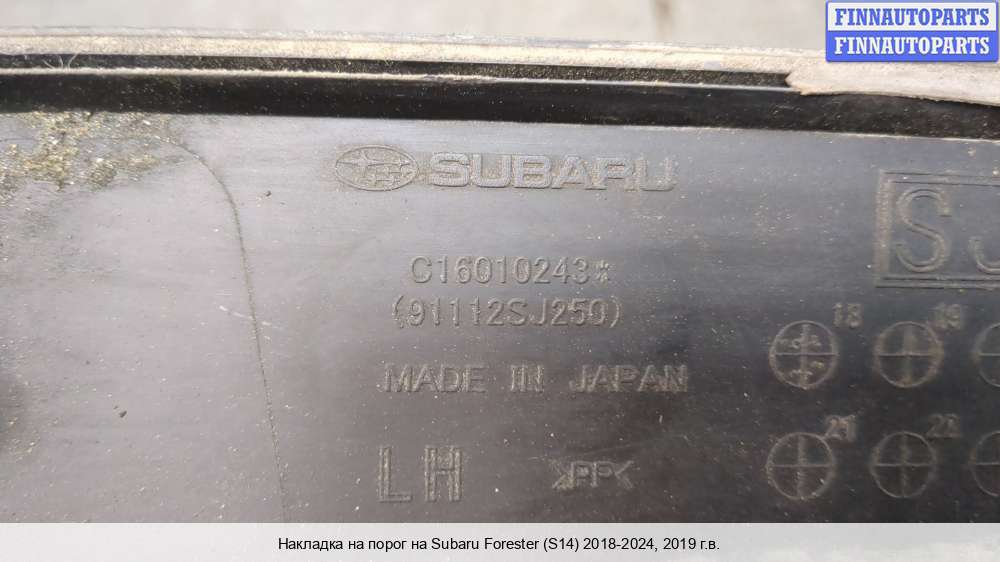 FINNAUTOPARTS
FINNAUTOPARTS
SUBARU
SJ
C16010243*
(91112SJ250)
18 19
MADE IN JAPAN
21 22
LH >PP<
Накладка на порог на Subaru Forester (S14) 2018-2024, 2019 г.в.